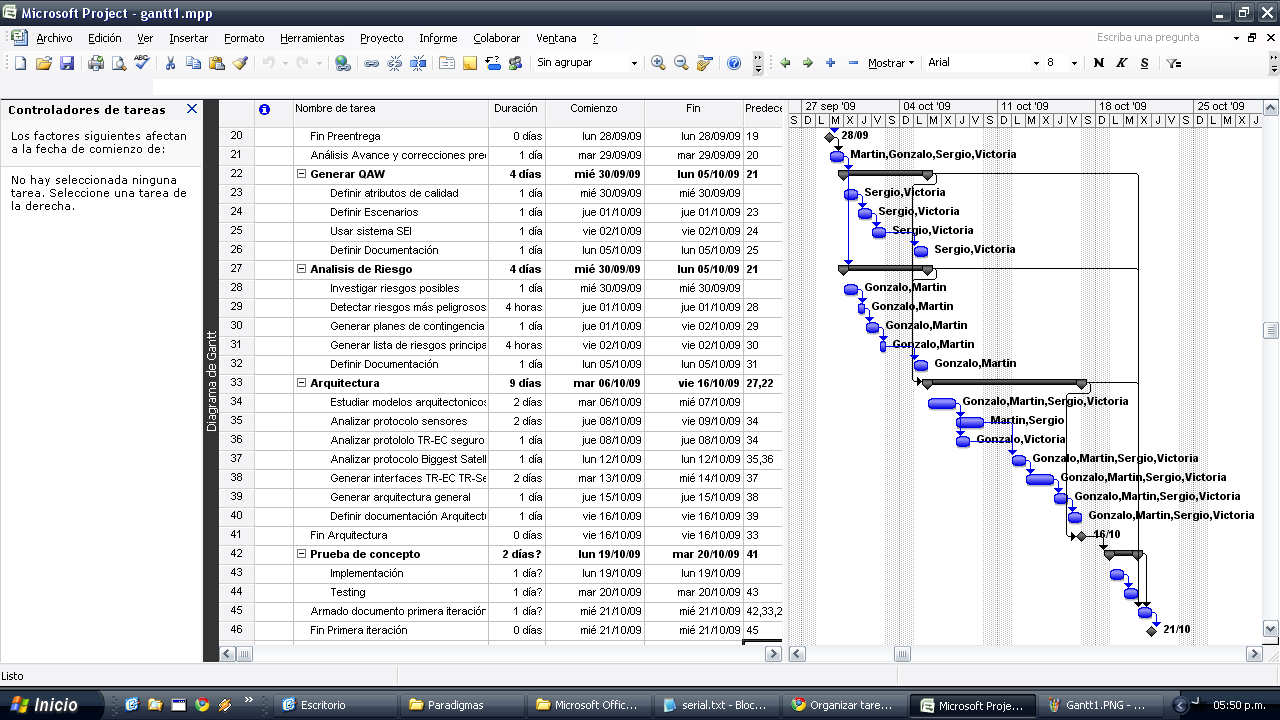 Microsoft Project - gantt1.mpp
Archivo Edición Ver Insertar Formato Herramientas Proyecto Informe Colaborar Ventana ? Escriba una pregunta
Sin agrupar Mostrar Arial 8 N K S
Controladores de tareas
Los factores siguientes afectan
a la fecha de comienzo de:
No hay seleccionada ninguna
tarea. Seleccione una tarea de
la derecha.
Diagrama de Gantt
Nombre de tarea Duración Comienzo Fin Predece
27 sep '09 04 oct '09 11 oct '09 18 oct '09 25 oct '09
S D L M X J V S D L M X J V S D L M X J V S D L M X J V S D L M X J
20 Fin Preentrega 0 días lun 28/09/09 lun 28/09/09 19 28/09
21 Análisis Avance y correcciones pre 1 día mar 29/09/09 mar 29/09/09 20 Martin,Gonzalo,Sergio,Victoria
22 Generar QAW 4 días mié 30/09/09 lun 05/10/09 21
23 Definir atributos de calidad 1 día mié 30/09/09 mié 30/09/09 Sergio,Victoria
24 Definir Escenarios 1 día jue 01/10/09 jue 01/10/09 23 Sergio,Victoria
25 Usar sistema SEI 1 día vie 02/10/09 vie 02/10/09 24 Sergio,Victoria
26 Definir Documentación 1 día lun 05/10/09 lun 05/10/09 25 Sergio,Victoria
27 Analisis de Riesgo 4 días mié 30/09/09 lun 05/10/09 21
28 Investigar riesgos posibles 1 día mié 30/09/09 mié 30/09/09 Gonzalo,Martin
29 Detectar riesgos más peligrosos 4 horas jue 01/10/09 jue 01/10/09 28 Gonzalo,Martin
30 Generar planes de contingencia 1 día jue 01/10/09 vie 02/10/09 29 Gonzalo,Martin
31 Generar lista de riesgos principa 4 horas vie 02/10/09 vie 02/10/09 30 Gonzalo,Martin
32 Definir Documentación 1 día lun 05/10/09 lun 05/10/09 31 Gonzalo,Martin
33 Arquitectura 9 días mar 06/10/09 vie 16/10/09 27,22
34 Estudiar modelos arquitectonicos 2 días mar 06/10/09 mié 07/10/09 Gonzalo,Martin,Sergio,Victoria
35 Analizar protocolo sensores 2 días jue 08/10/09 vie 09/10/09 34 Martin,Sergio
36 Analizar protololo TR-EC seguro 1 día jue 08/10/09 jue 08/10/09 34 Gonzalo,Victoria
37 Analizar protocolo Biggest Satell 1 día lun 12/10/09 lun 12/10/09 35,36 Gonzalo,Martin,Sergio,Victoria
38 Generar interfaces TR-EC TR-Se 2 días mar 13/10/09 mié 14/10/09 37 Gonzalo,Martin,Sergio,Victoria
39 Generar arquitectura general 1 día jue 15/10/09 jue 15/10/09 38 Gonzalo,Martin,Sergio,Victoria
40 Definir documentación Arquitect 1 día vie 16/10/09 vie 16/10/09 39 Gonzalo,Martin,Sergio,Victoria
41 Fin Arquitectura 0 días vie 16/10/09 vie 16/10/09 33 16/10
42 Prueba de concepto 2 días? lun 19/10/09 mar 20/10/09 41
43 Implementación 1 día? lun 19/10/09 lun 19/10/09
44 Testing 1 día? mar 20/10/09 mar 20/10/09 43
45 Armado documento primera iteración 1 día? mié 21/10/09 mié 21/10/09 42,33,2
46 Fin Primera iteración 0 días mié 21/10/09 mié 21/10/09 45 21/10
Listo
Inicio » Escritorio Paradigmas Microsoft Offic... serial.txt - Bloc... Organizar tare... Microsoft Proje... Gantt1.PNG - ... 05:50 p.m.